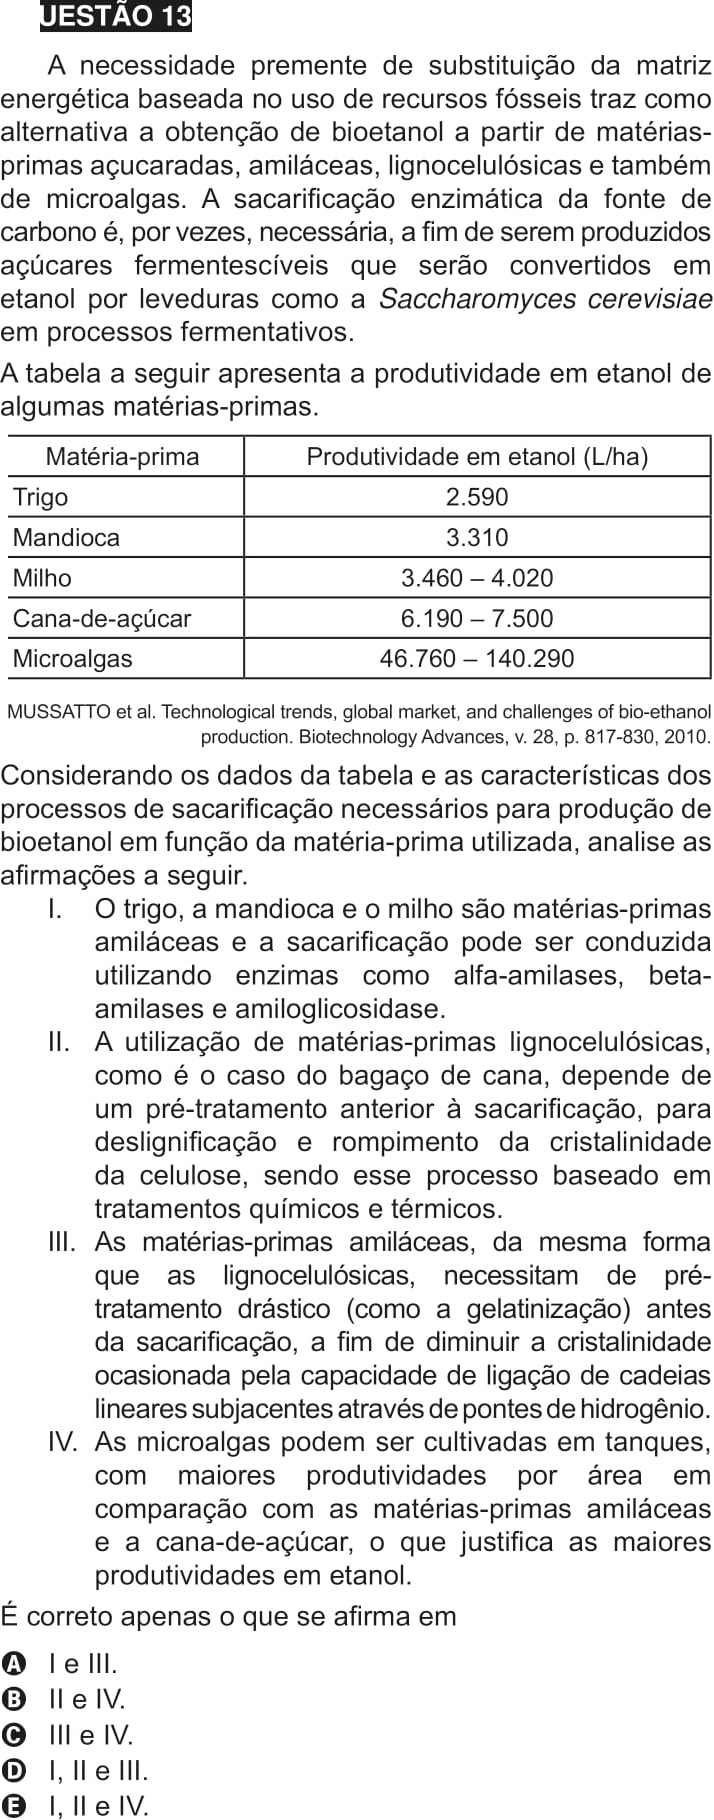 UESTÃO 13
A necessidade premente de substituição da matriz
energética baseada no uso de recursos fósseis traz como
alternativa a obtenção de bioetanol a partir de matérias-
primas açucaradas, amiláceas, lignocelulósicas e também
de microalgas. A sacarificação enzimática da fonte de
carbono é, por vezes, necessária, a fim de serem produzidos
açúcares fermentescíveis que serão convertidos em
etanol por leveduras como a Saccharomyces cerevisiae
em processos fermentativos.
A tabela a seguir apresenta a produtividade em etanol de
algumas matérias-primas.
Matéria-prima Produtividade em etanol (L/ha)
Trigo 2.590
Mandioca 3.310
Milho 3.460 – 4.020
Cana-de-açúcar 6.190 – 7.500
Microalgas 46.760 – 140.290
MUSSATTO et al. Technological trends, global market, and challenges of bio-ethanol
production. Biotechnology Advances, v. 28, p. 817-830, 2010.
Considerando os dados da tabela e as características dos
processos de sacarificação necessários para produção de
bioetanol em função da matéria-prima utilizada, analise as
afirmações a seguir.
I. O trigo, a mandioca e o milho são matérias-primas
amiláceas e a sacarificação pode ser conduzida
utilizando enzimas como alfa-amilases, beta-
amilases e amiloglicosidase.
II. A utilização de matérias-primas lignocelulósicas,
como é o caso do bagaço de cana, depende de
um pré-tratamento anterior à sacarificação, para
deslignificação e rompimento da cristalinidade
da celulose, sendo esse processo baseado em
tratamentos químicos e térmicos.
III. As matérias-primas amiláceas, da mesma forma
que as lignocelulósicas, necessitam de pré-
tratamento drástico (como a gelatinização) antes
da sacarificação, a fim de diminuir a cristalinidade
ocasionada pela capacidade de ligação de cadeias
lineares subjacentes através de pontes de hidrogênio.
IV. As microalgas podem ser cultivadas em tanques,
com maiores produtividades por área em
comparação com as matérias-primas amiláceas
e a cana-de-açúcar, o que justifica as maiores
produtividades em etanol.
É correto apenas o que se afirma em
A I e III.
B II e IV.
C III e IV.
D I, II e III.
E I, II e IV.